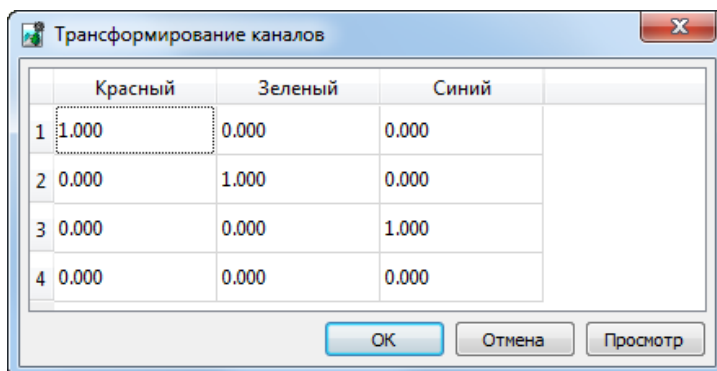 Трансформирование каналов
Красный Зеленый Синий
1 1.000 0.000 0.000
2 0.000 1.000 0.000
3 0.000 0.000 1.000
4 0.000 0.000 0.000
OK Отмена Просмотр